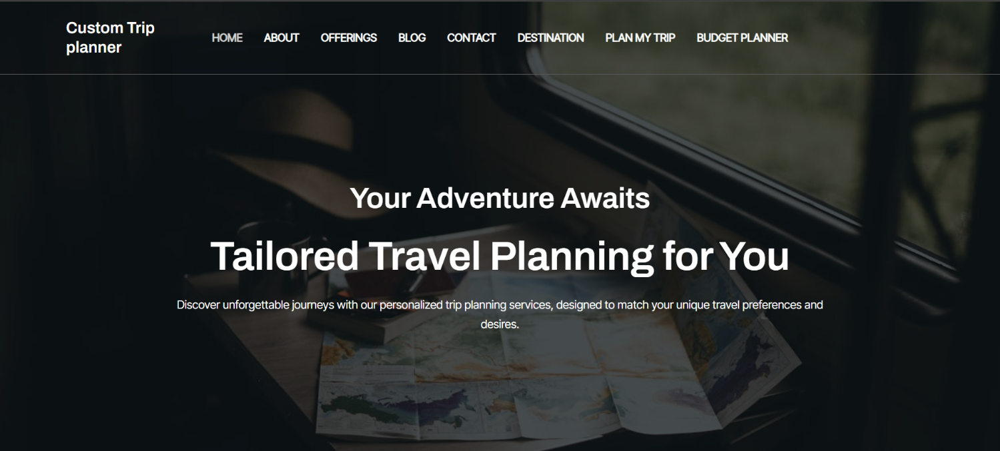 Custom Trip
planner
HOME ABOUT OFFERINGS BLOG CONTACT DESTINATION PLAN MY TRIP BUDGET PLANNER
Your Adventure Awaits
Tailored Travel Planning for You
Discover unforgettable journeys with our personalized trip planning services, designed to match your unique travel preferences and
desires.